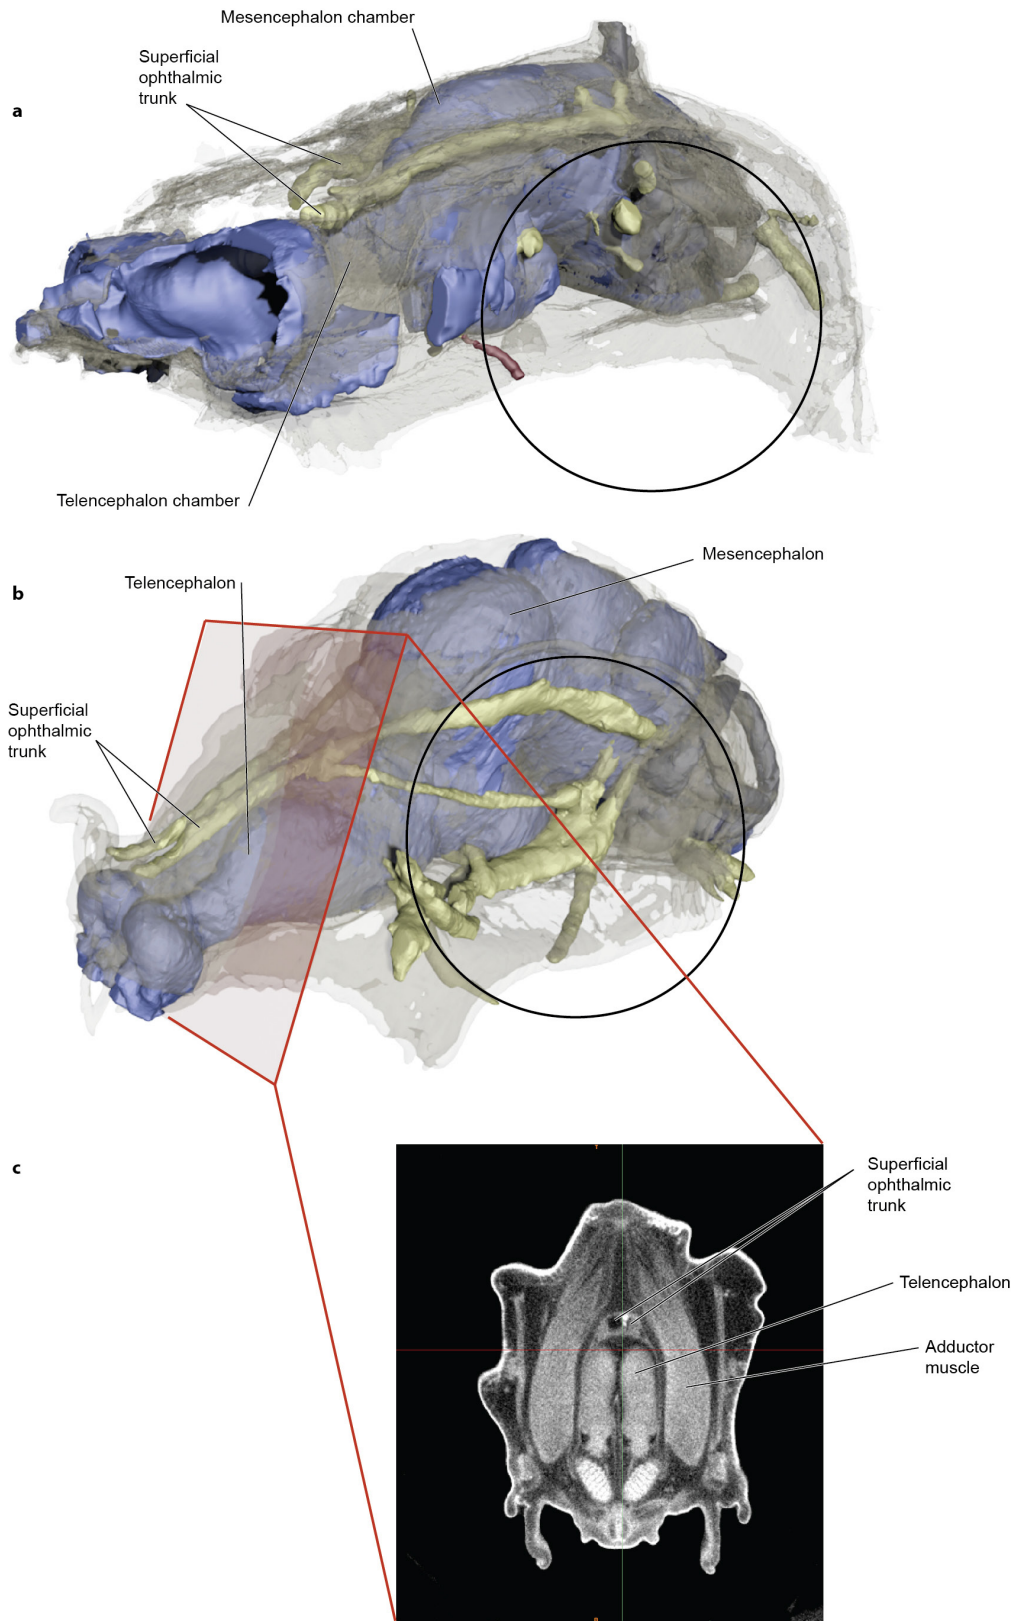 Mesencephalon chamber
Superficial
ophthalmic
trunk
a
Telencephalon chamber
b
Mesencephalon
Telencephalon
Superficial
ophthalmic
trunk
c
Superficial
ophthalmic
trunk
Telencephalon
Adductor
muscle